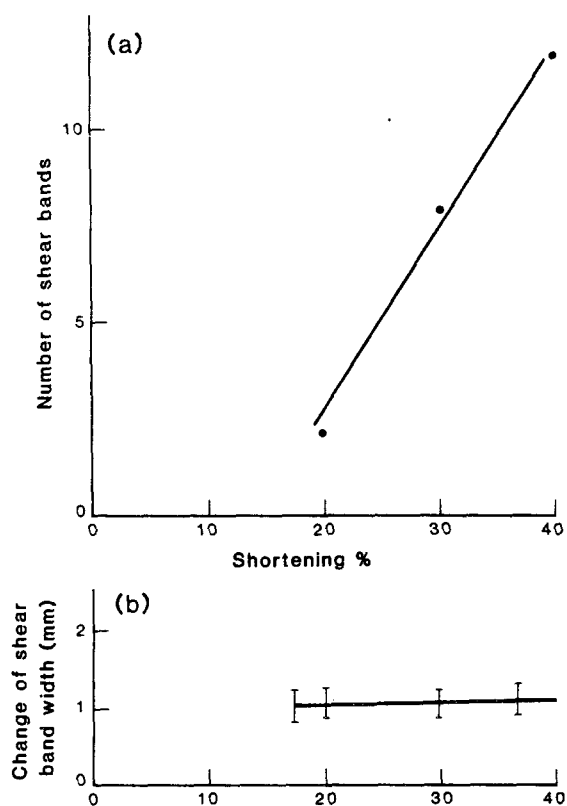 (a)
10
5
0
Number of shear bands
0 10 20 30 40
Shortening %
(b)
2
1
0
Change of shear
band width (mm)
0 10 20 30 40